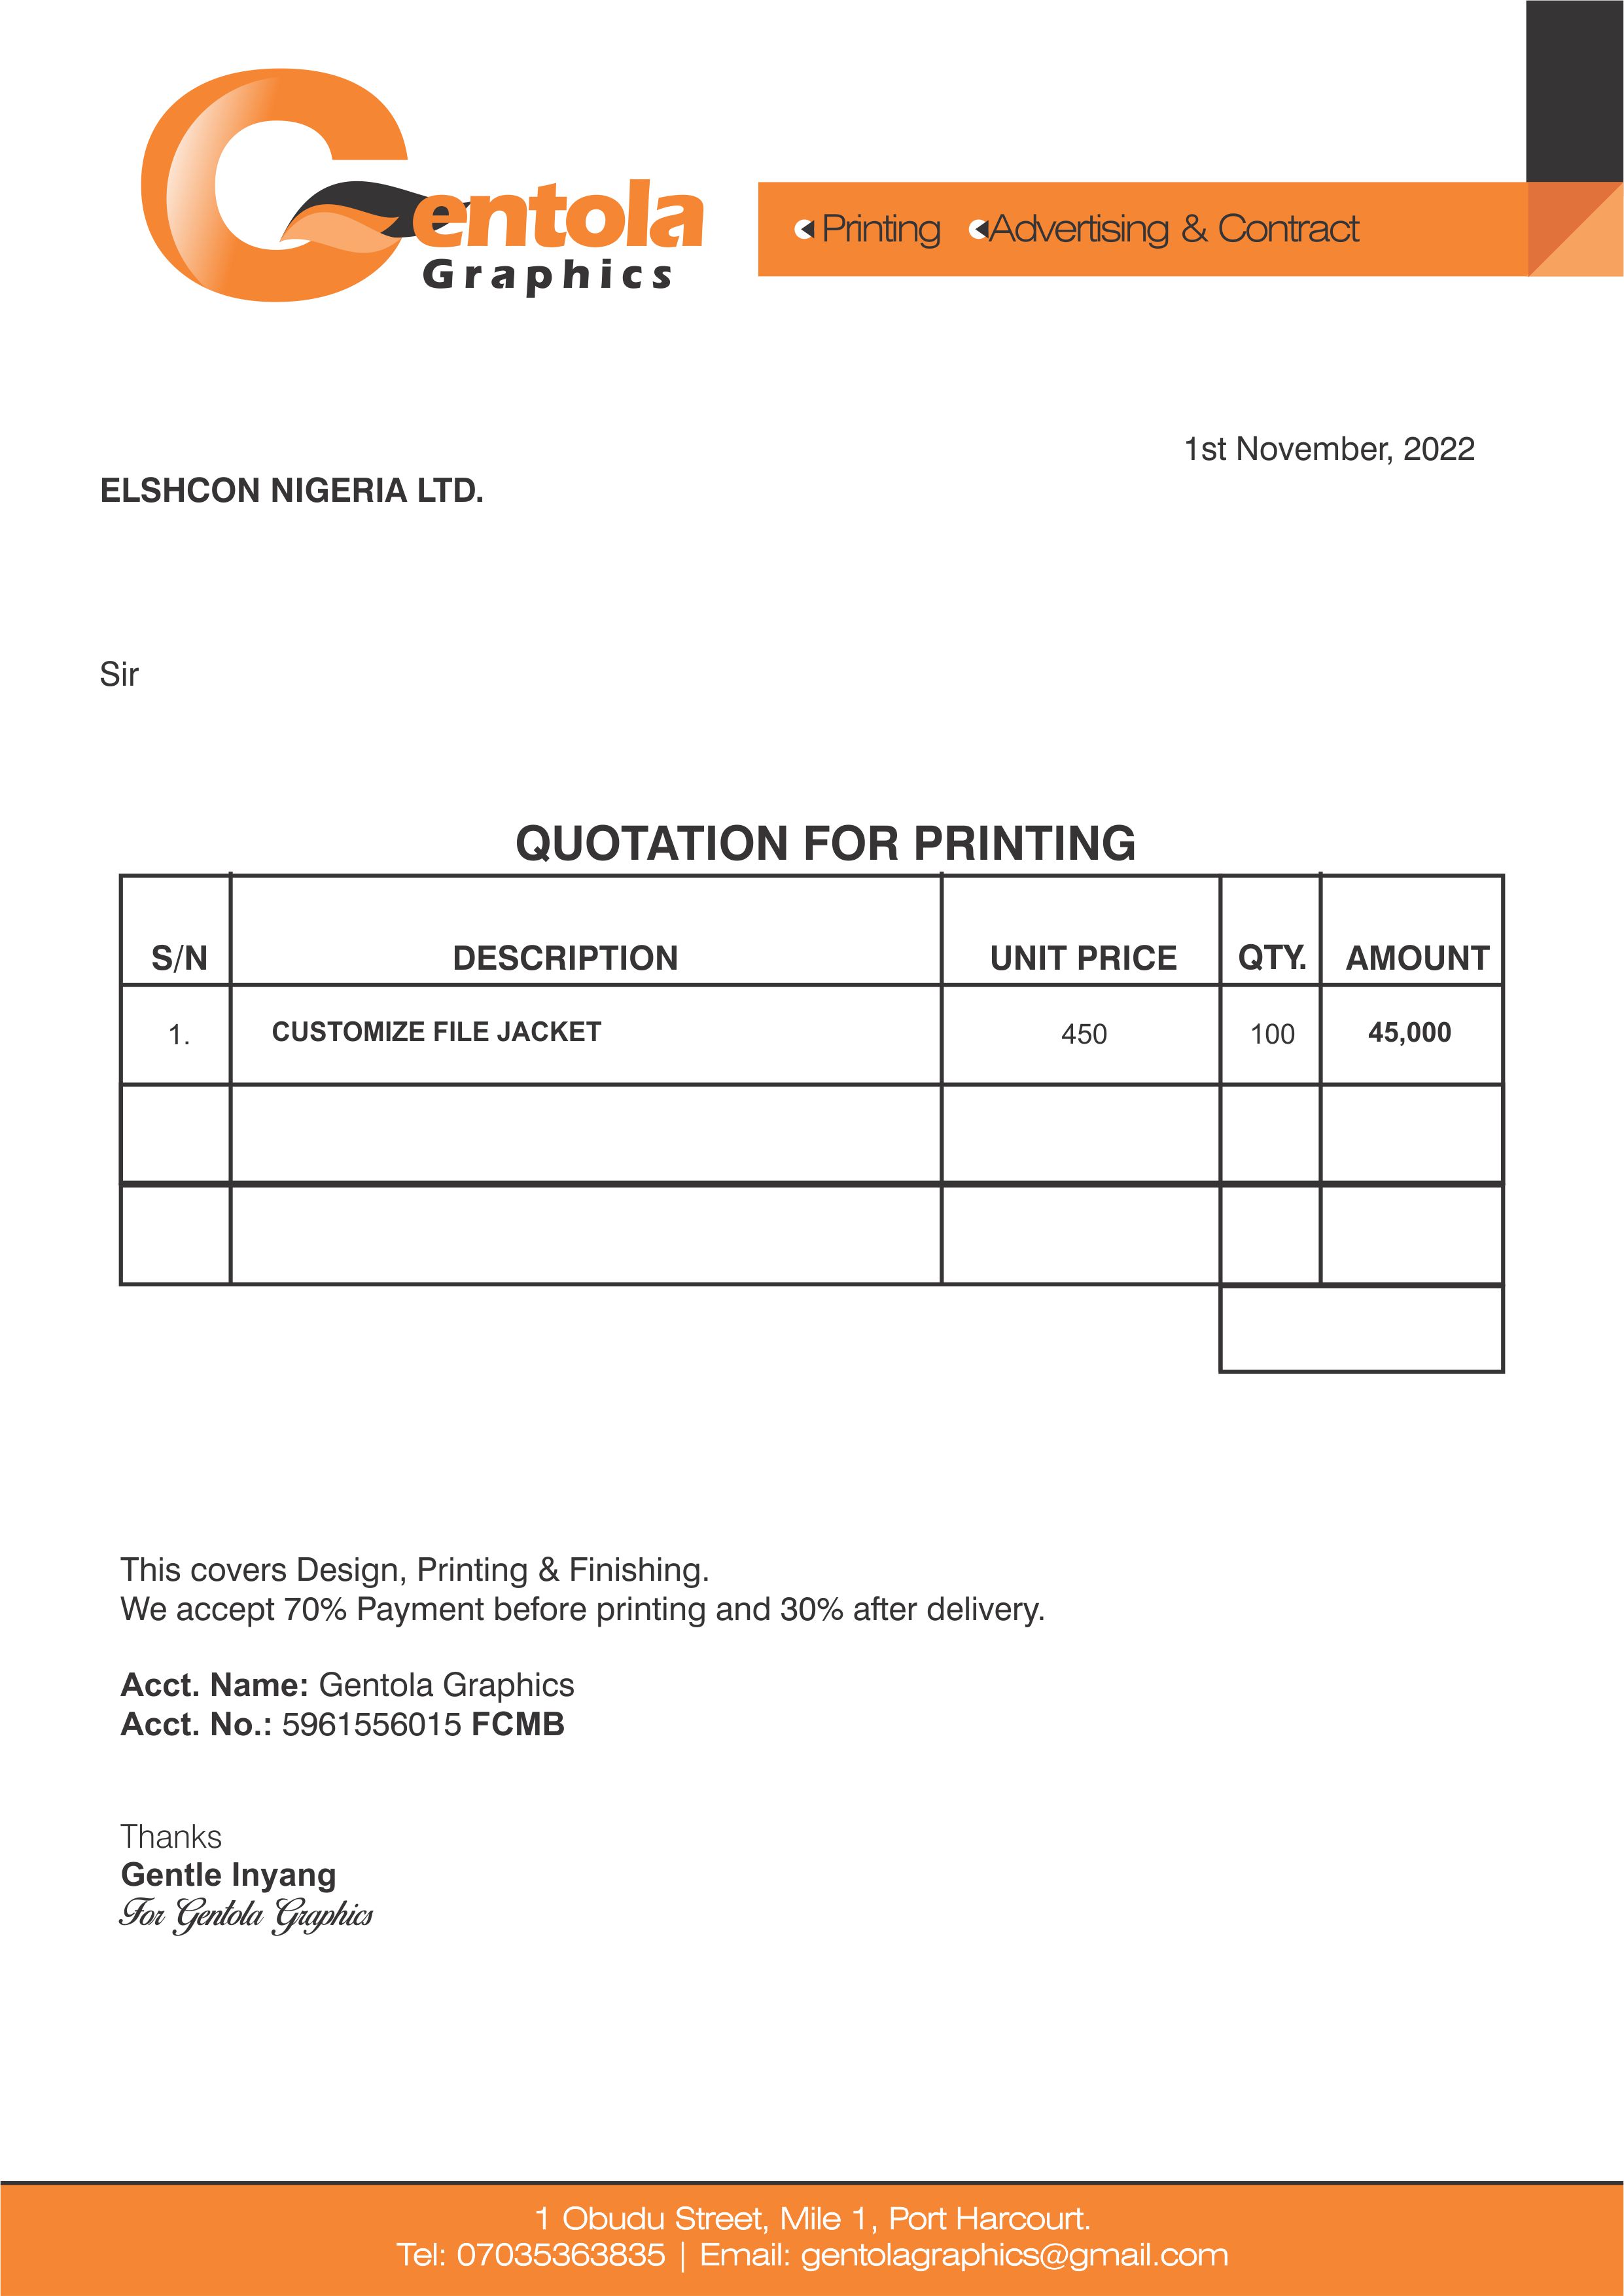 Gentola
Graphics
Printing Advertising & Contract
1st November, 2022
ELSHCON NIGERIA LTD.
Sir
QUOTATION FOR PRINTING
S/N DESCRIPTION UNIT PRICE QTY. AMOUNT
1. CUSTOMIZE FILE JACKET 450 100 45,000
This covers Design, Printing & Finishing.
We accept 70% Payment before printing and 30% after delivery.
Acct. Name: Gentola Graphics
Acct. No.: 5961556015 FCMB
Thanks
Gentle Inyang
For Gentola Graphics
1 Obudu Street, Mile 1, Port Harcourt.
Tel: 07035363835 | Email: gentolagraphics@gmail.com